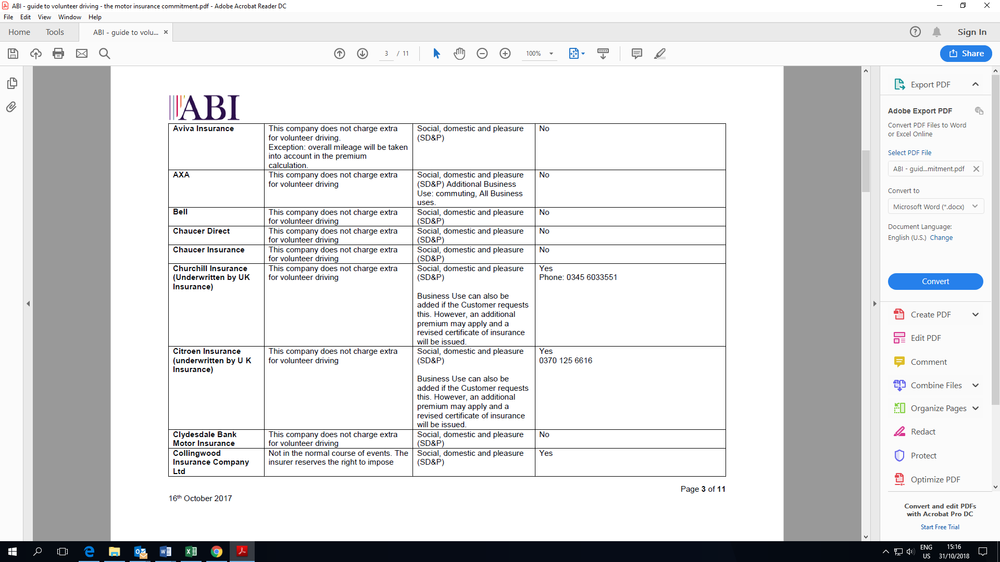 ABI - guide to volunteer driving - the motor insurance commitment.pdf - Adobe Acrobat Reader DC
File Edit View Window Help
Home Tools ABI - guide to volu... × Sign In
3 / 11 100% Share
ABI
Aviva Insurance
This company does not charge extra
for volunteer driving.
Exception: overall mileage will be taken
into account in the premium
calculation.
Social, domestic and pleasure
(SD&P)
No
AXA
This company does not charge extra
for volunteer driving
Social, domestic and pleasure
(SD&P) Additional Business
Use: commuting, All Business
uses.
No
Bell
This company does not charge extra
for volunteer driving
Social, domestic and pleasure
(SD&P)
No
Chaucer Direct
This company does not charge extra
for volunteer driving
Social, domestic and pleasure
(SD&P)
No
Chaucer Insurance
This company does not charge extra
for volunteer driving
Social, domestic and pleasure
(SD&P)
No
Churchill Insurance
(Underwritten by UK
Insurance)
This company does not charge extra
for volunteer driving
Social, domestic and pleasure
(SD&P)
Business Use can also be
added if the Customer requests
this. However, an additional
premium may apply and a
revised certificate of insurance
will be issued.
Yes
Phone: 0345 6033551
Citroen Insurance
(underwritten by U K
Insurance)
This company does not charge extra
for volunteer driving
Social, domestic and pleasure
(SD&P)
Business Use can also be
added if the Customer requests
this. However, an additional
premium may apply and a
revised certificate of insurance
will be issued.
Yes
0370 125 6616
Clydesdale Bank
Motor Insurance
This company does not charge extra
for volunteer driving
Social, domestic and pleasure
(SD&P)
No
Collingwood
Insurance Company
Ltd
Not in the normal course of events. The
insurer reserves the right to impose
Social, domestic and pleasure
(SD&P)
Yes
Page 3 of 11
16th October 2017
Export PDF
Adobe Export PDF
Convert PDF Files to Word
or Excel Online
Select PDF File
ABI - guid...mitment.pdf
Convert to
Microsoft Word (*.docx)
Document Language:
English (U.S.) Change
Convert
Create PDF
Edit PDF
Comment
Combine Files
Organize Pages
Redact
Protect
Optimize PDF
Convert and edit PDFs
with Acrobat Pro DC
Start Free Trial
ENG
US
15:16
31/10/2018